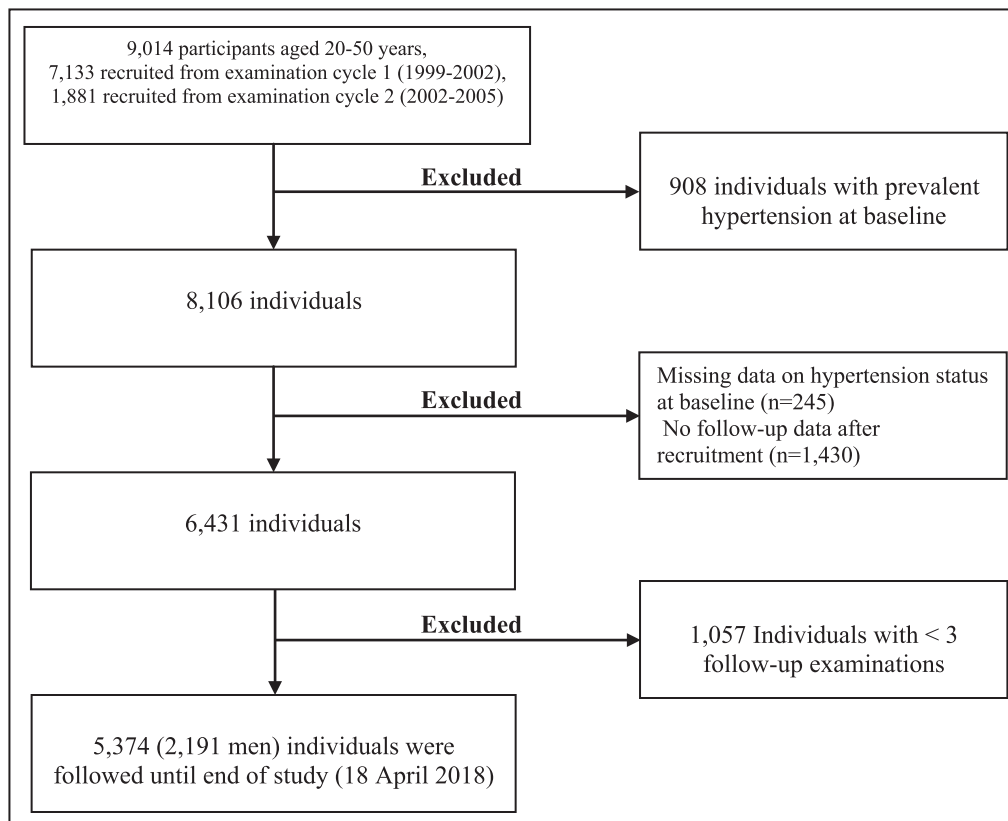 9,014 participants aged 20-50 years,
7,133 recruited from examination cycle 1 (1999-2002),
1,881 recruited from examination cycle 2 (2002-2005)
Excluded
908 individuals with prevalent
hypertension at baseline
8,106 individuals
Excluded
Missing data on hypertension status
at baseline (n=245)
No follow-up data after
recruitment (n=1,430)
6,431 individuals
Excluded
1,057 Individuals with < 3
follow-up examinations
5,374 (2,191 men) individuals were
followed until end of study (18 April 2018)